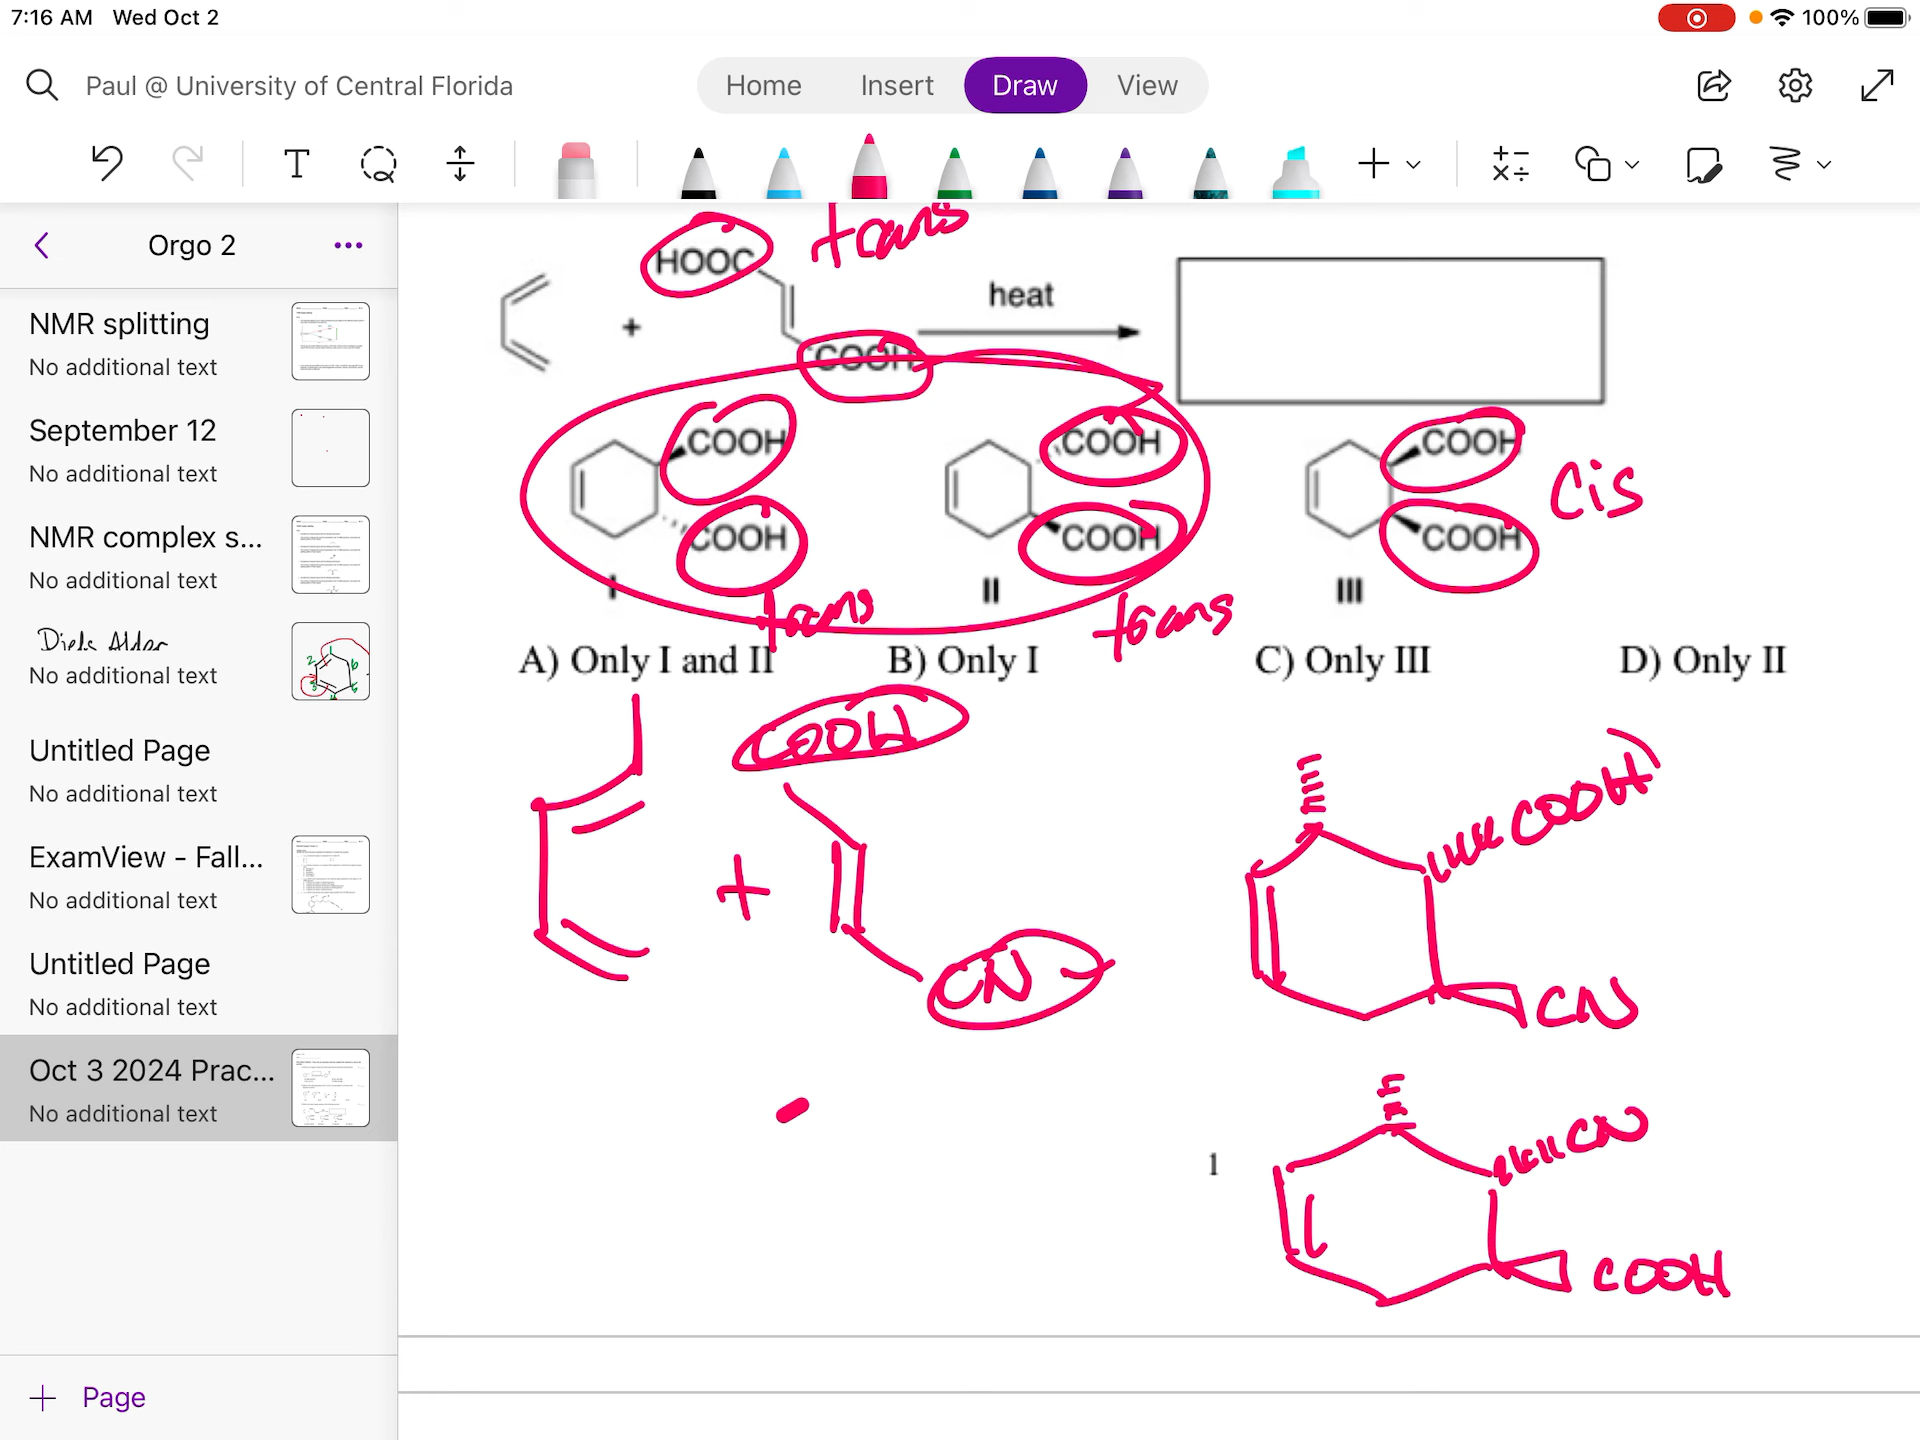 7:16 AM Wed Oct 2
100%
Paul @ University of Central Florida
Home Insert Draw View
T
Orgo 2
NMR splitting
No additional text
September 12
No additional text
NMR complex s...
No additional text
Diels Alder
No additional text
Untitled Page
No additional text
ExamView - Fall...
No additional text
Untitled Page
No additional text
Oct 3 2024 Prac...
No additional text
+ Page
trans
HOOC
+
COOH
heat
COOH COOH COOH
cis
COOH COOH COOH
I II III
trans trans
A) Only I and II B) Only I C) Only III D) Only II
COOH
COOH
+
CN
CN
1
CN
COOH